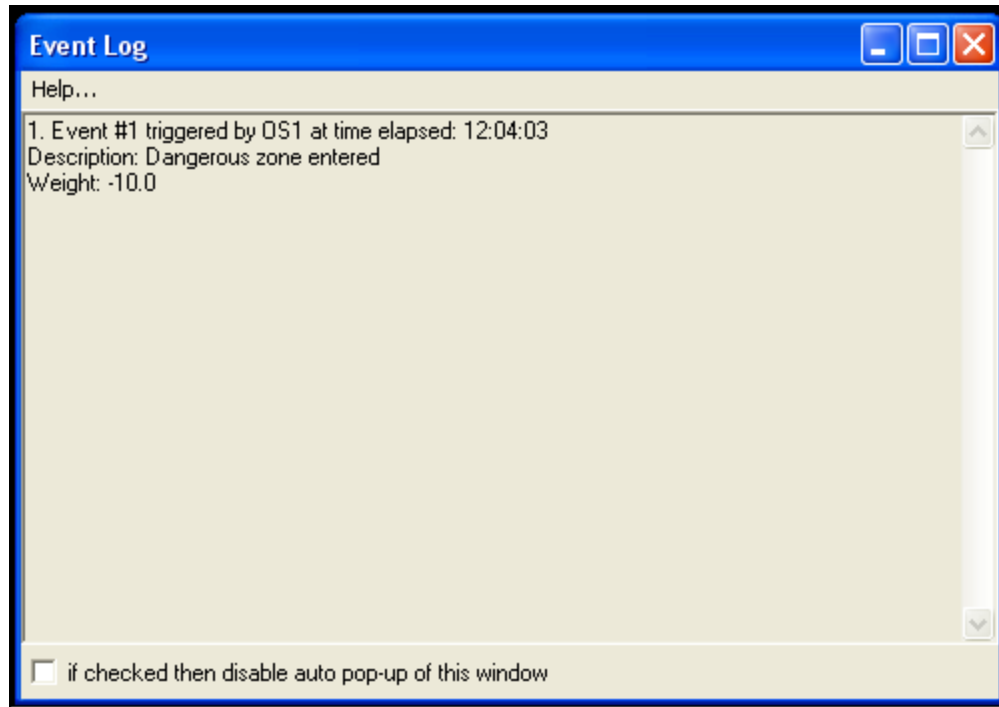 Event Log
Help...
1. Event #1 triggered by OS1 at time elapsed: 12:04:03
Description: Dangerous zone entered
Weight: -10.0
if checked then disable auto pop-up of this window